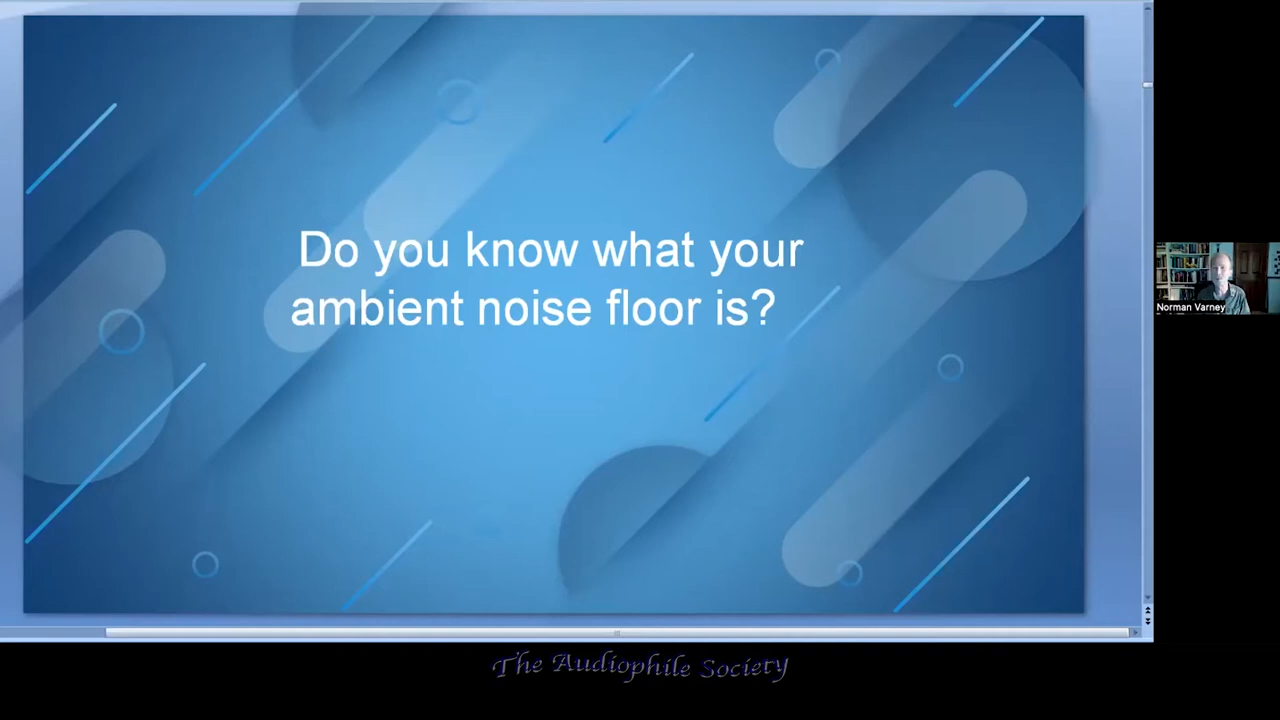 Do you know what your
ambient noise floor is?
Norman Varney
The Audiophile Society